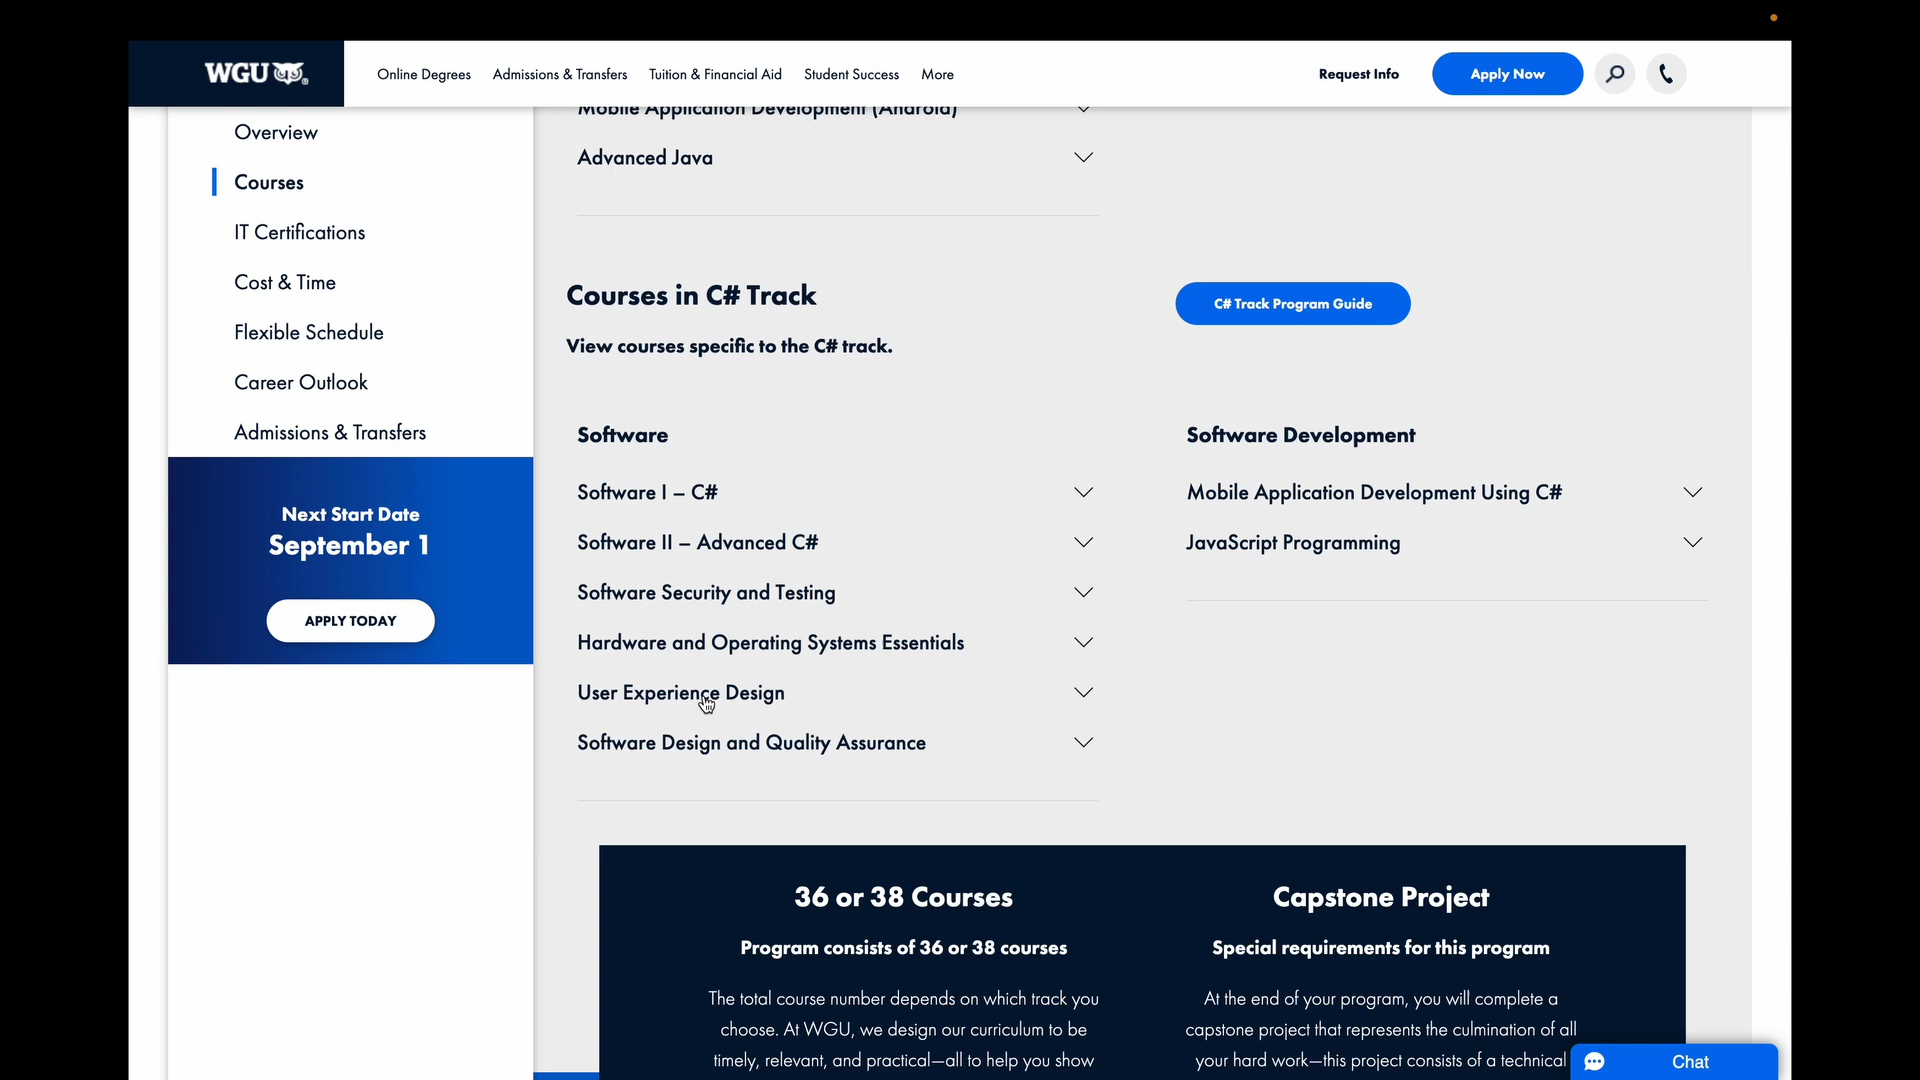 WGU
Online Degrees
Admissions & Transfers
Tuition & Financial Aid
Student Success
More
Request Info
Apply Now
Overview
Courses
IT Certifications
Cost & Time
Flexible Schedule
Career Outlook
Admissions & Transfers
Next Start Date
September 1
APPLY TODAY
Mobile Application Development (Android)
Advanced Java
Courses in C# Track
C# Track Program Guide
View courses specific to the C# track.
Software
Software I – C#
Software II – Advanced C#
Software Security and Testing
Hardware and Operating Systems Essentials
User Experience Design
Software Design and Quality Assurance
Software Development
Mobile Application Development Using C#
JavaScript Programming
36 or 38 Courses
Program consists of 36 or 38 courses
The total course number depends on which track you
choose. At WGU, we design our curriculum to be
timely, relevant, and practical—all to help you show
Capstone Project
Special requirements for this program
At the end of your program, you will complete a
capstone project that represents the culmination of all
your hard work—this project consists of a technical
Chat